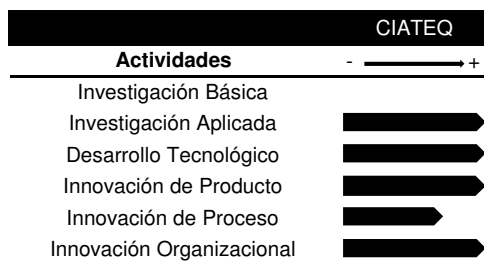 CIATEQ
Actividades - +
Investigación Básica
Investigación Aplicada
Desarrollo Tecnológico
Innovación de Producto
Innovación de Proceso
Innovación Organizacional